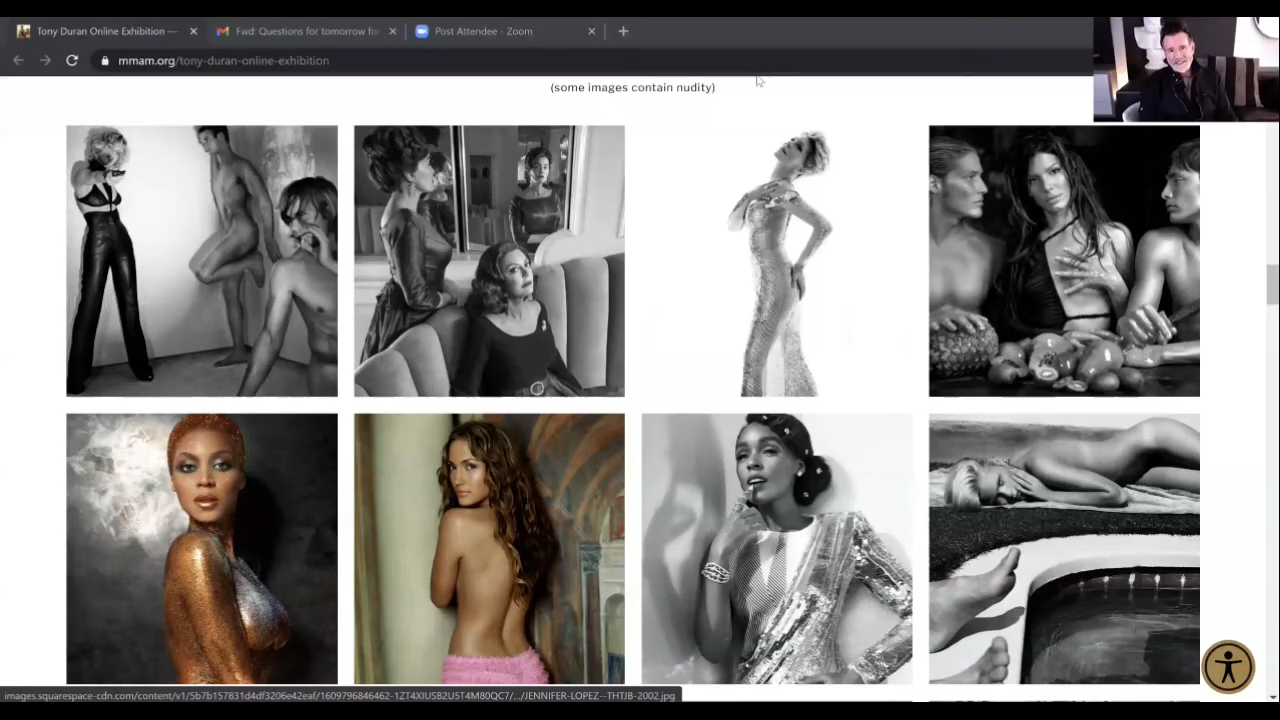 Tony Duran Online Exhibition —
Fwd: Questions for tomorrow fo
Post Attendee - Zoom
mmam.org/tony-duran-online-exhibition
(some images contain nudity)
images.squarespace-cdn.com/content/v1/5b7b157831d4df3206e42eaf/1609796846462-1ZT4XIUSB2U5T4M80QC7/.../JENNIFER-LOPEZ--THTJB-2002.jpg